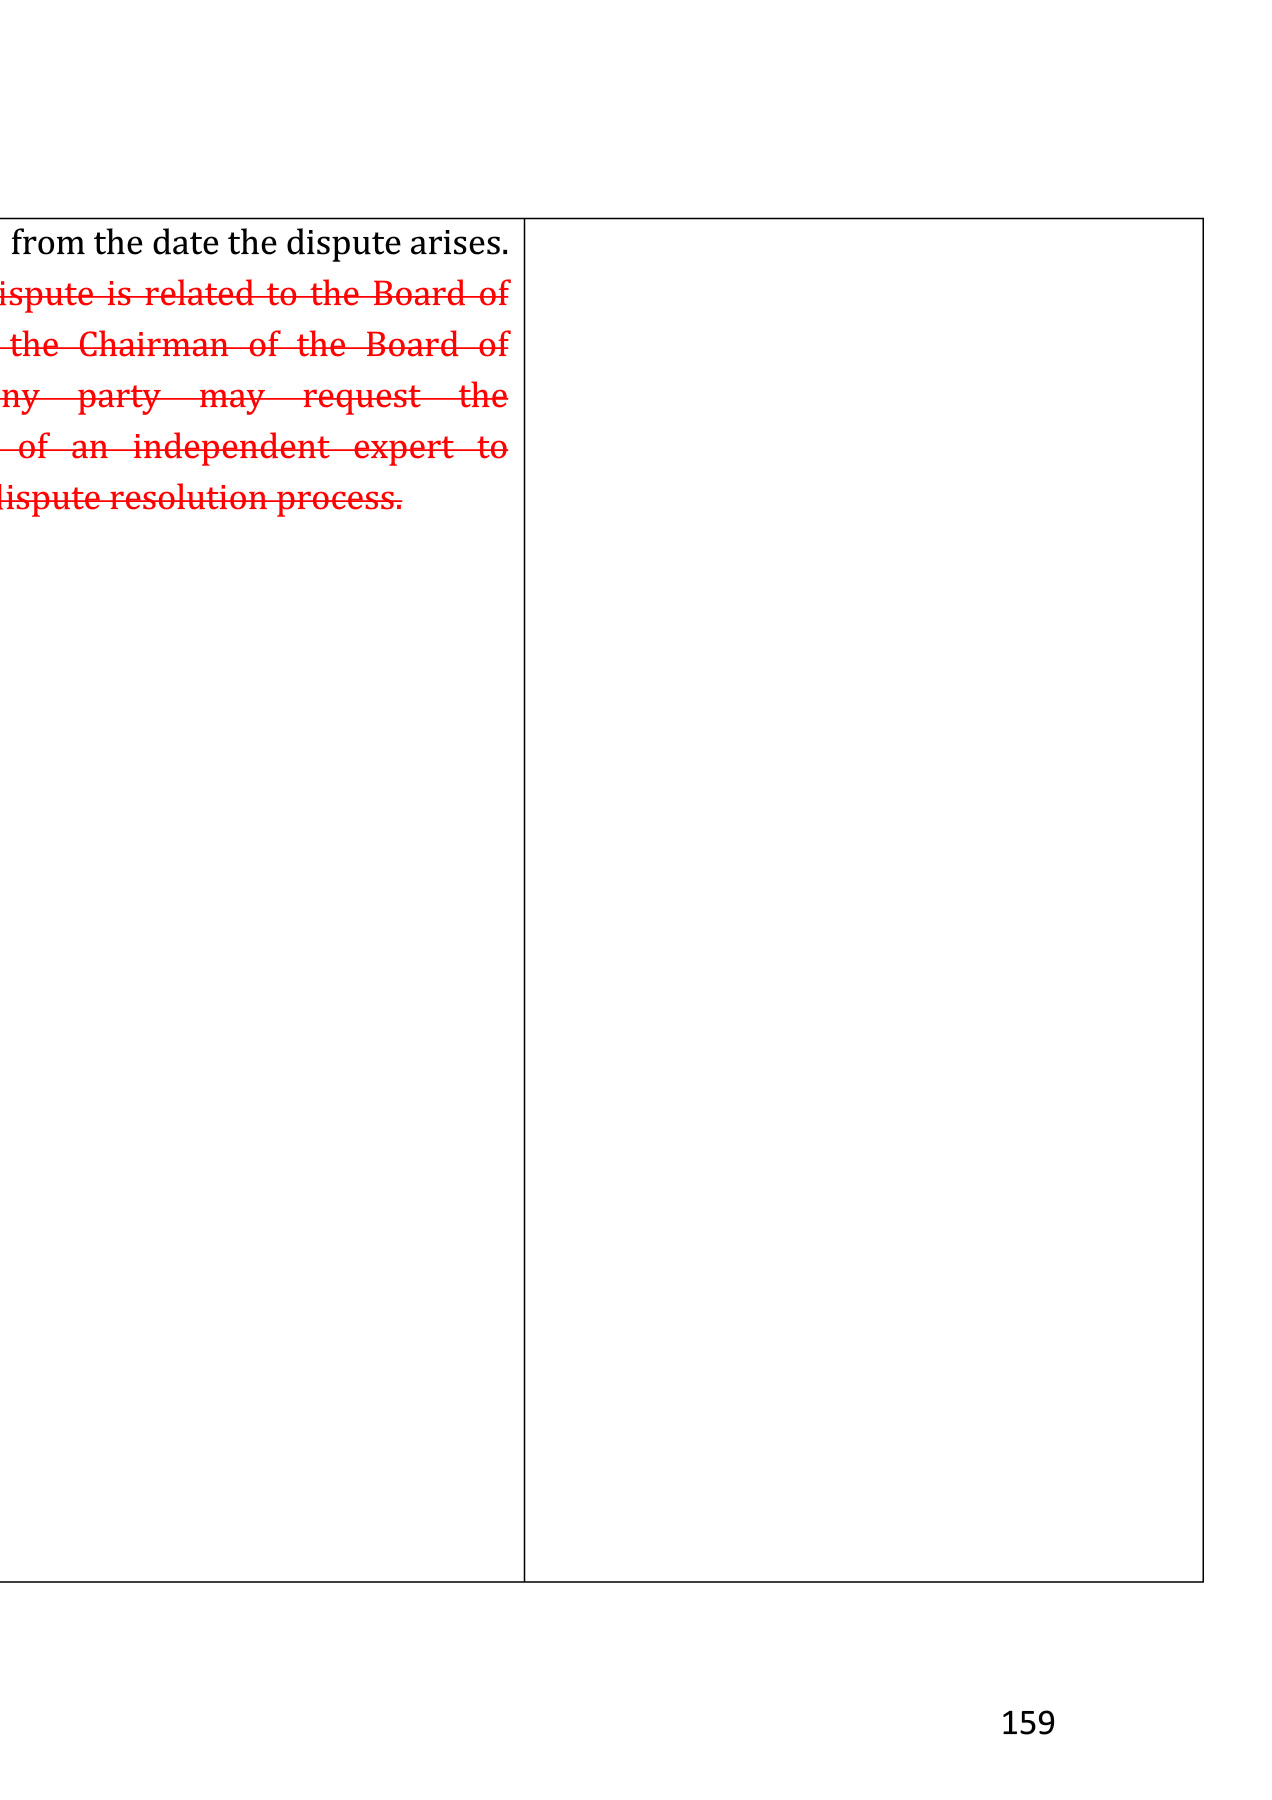 from the date the dispute arises.
ispute is related to the Board of
the Chairman of the Board of
ny party may request the
of an independent expert to
dispute resolution process.
159